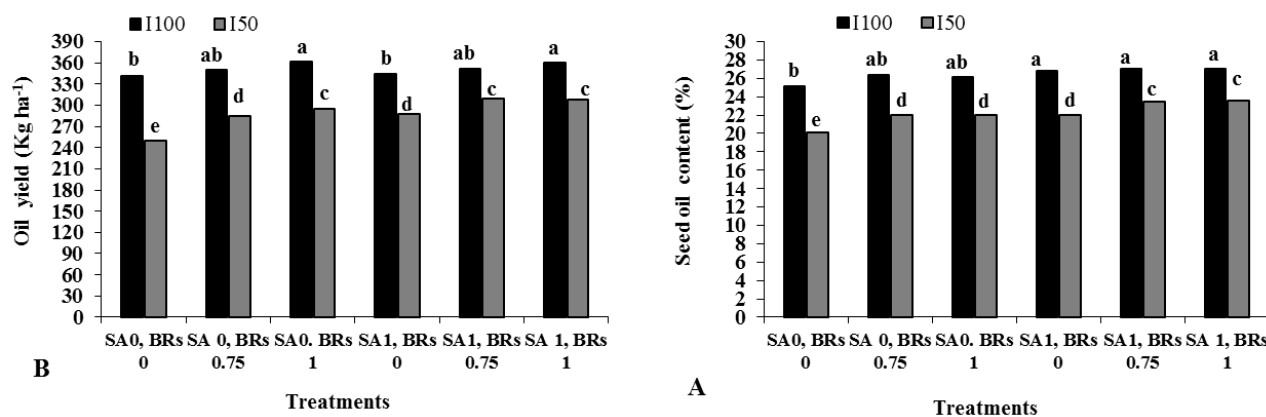 I100 I50
Oil yield (Kg ha-1)
390
360
330
300
270
240
210
180
150
120
90
60
30
0
b ab a b ab a
e d c d c c
SA0, BRs SA 0, BRs SA0. BRs SA1, BRs SA1, BRs SA 1, BRs
0 0.75 1 0 0.75 1
B
Treatments
I100 I50
Seed oil content (%)
30
28
26
24
22
20
18
16
14
12
10
8
6
4
2
0
b ab ab a a a
e d d d c c
SA0, BRs SA 0, BRs SA0. BRs SA1, BRs SA1, BRs SA 1, BRs
0 0.75 1 0 0.75 1
A
Treatments